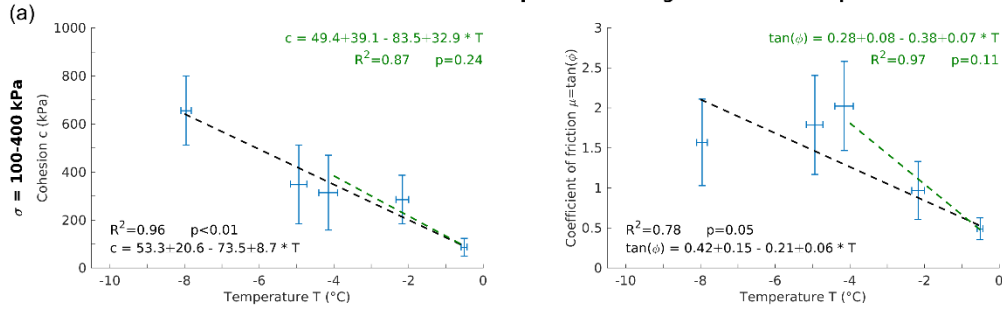 (a)
σ = 100-400 kPa
Cohesion c (kPa)
1000
800
600
400
200
0
c = 49.4+39.1 - 83.5+32.9 * T
R²=0.87 p=0.24
R²=0.96 p<0.01
c = 53.3+20.6 - 73.5+8.7 * T
-10 -8 -6 -4 -2 0
Temperature T (°C)
Coefficient of friction μ=tan(ϕ)
3
2.5
2
1.5
1
0.5
0
tan(ϕ) = 0.28+0.08 - 0.38+0.07 * T
R²=0.97 p=0.11
R²=0.78 p=0.05
tan(ϕ) = 0.42+0.15 - 0.21+0.06 * T
-10 -8 -6 -4 -2 0
Temperature T (°C)